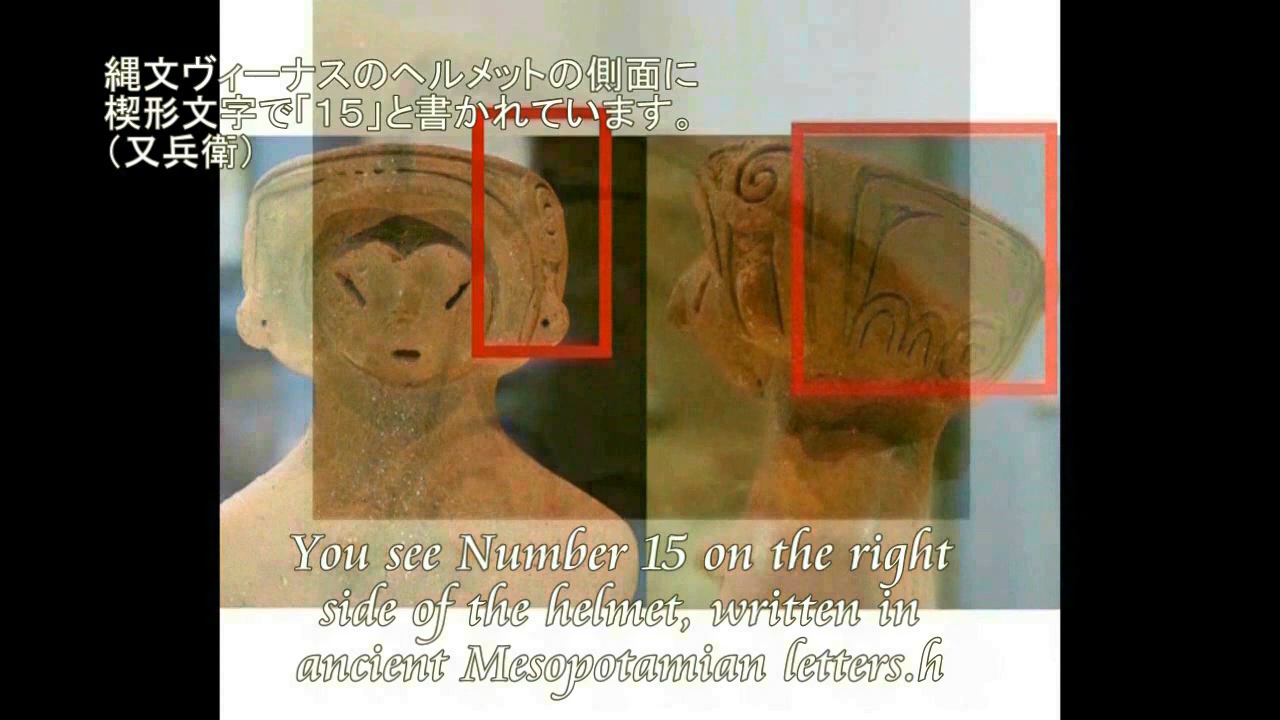 縄文ヴィーナスのヘルメットの側面に
楔形文字で「１５」と書かれています。
（又兵衛）
You see Number 15 on the right
side of the helmet, written in
ancient Mesopotamian letters.h